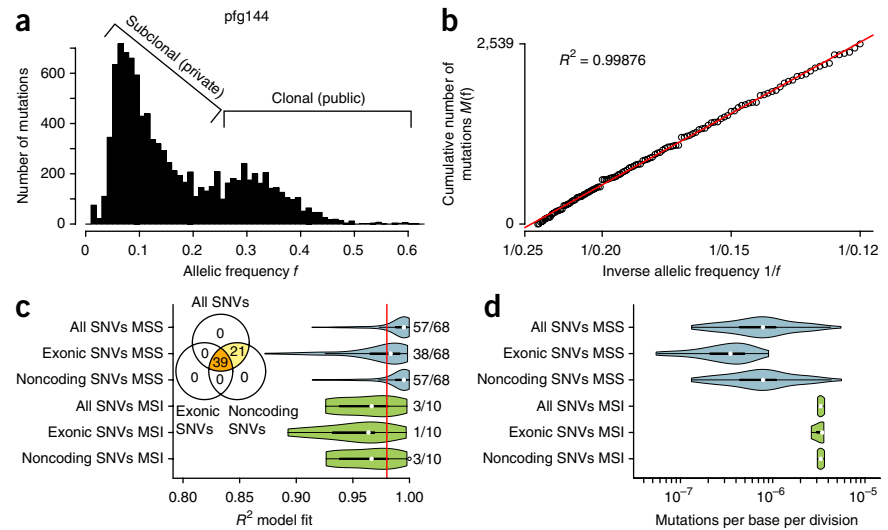 a
pfg144
Subclonal (private)
Clonal (public)
Number of mutations
600
400
200
0
0
0.1
0.2
0.3
0.4
0.5
0.6
Allelic frequency f
b
Cumulative number of
mutations M(f)
2,539
0
R² = 0.99876
1/0.25
1/0.20
1/0.15
1/0.12
Inverse allelic frequency 1/f
c
All SNVs
0
0
21
39
0
0
0
Exonic
SNVs
Noncoding
SNVs
All SNVs MSS
57/68
Exonic SNVs MSS
38/68
Noncoding SNVs MSS
57/68
All SNVs MSI
3/10
Exonic SNVs MSI
1/10
Noncoding SNVs MSI
3/10
0.80
0.85
0.90
0.95
1.00
R² model fit
d
All SNVs MSS
Exonic SNVs MSS
Noncoding SNVs MSS
All SNVs MSI
Exonic SNVs MSI
Noncoding SNVs MSI
10⁻⁷
10⁻⁶
10⁻⁵
Mutations per base per division